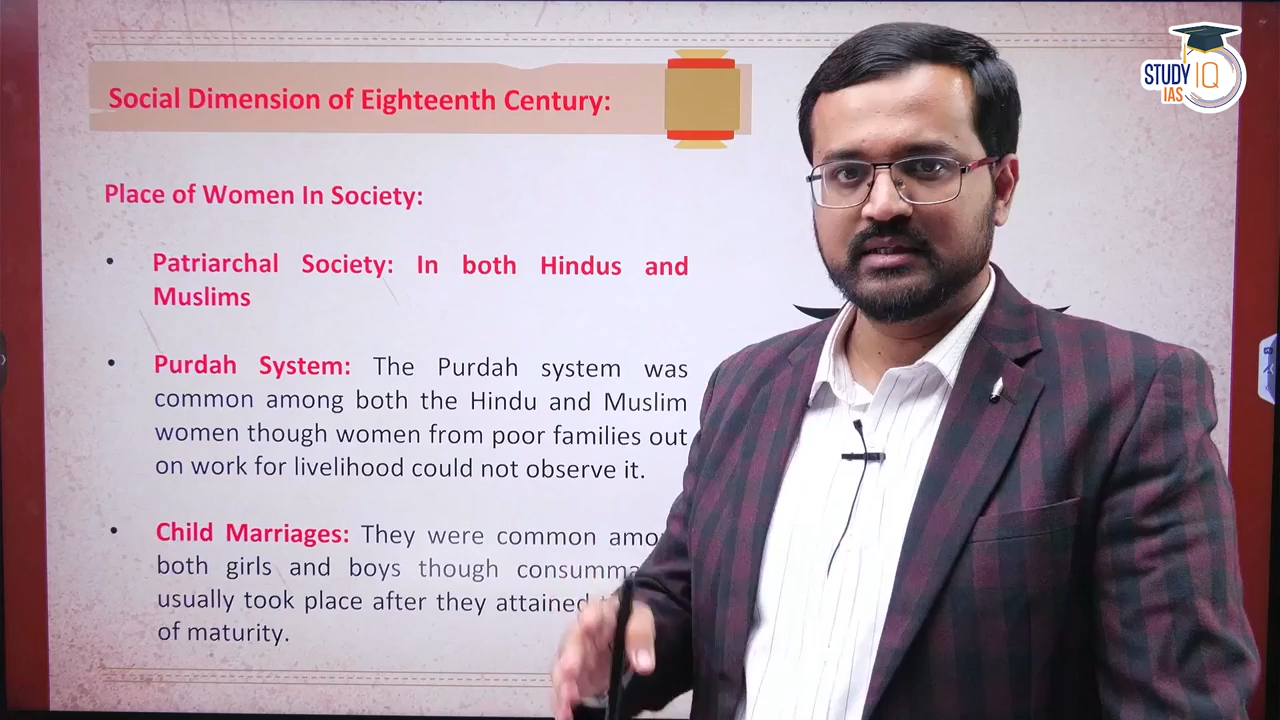 Social Dimension of Eighteenth Century:
STUDY IQ
IAS
Place of Women In Society:
• Patriarchal Society: In both Hindus and
Muslims
• Purdah System: The Purdah system was
common among both the Hindu and Muslim
women though women from poor families out
on work for livelihood could not observe it.
• Child Marriages: They were common
both girls and boys though
usually took place after they attained
of maturity.